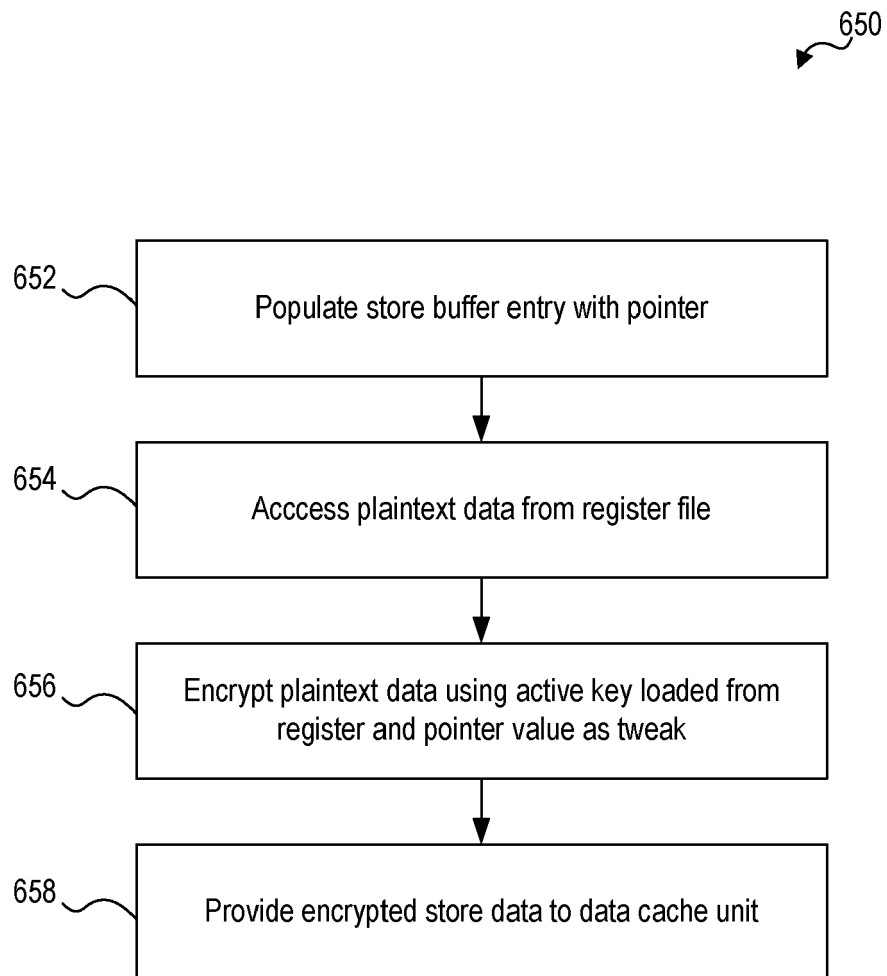 650
652
Populate store buffer entry with pointer
654
Acccess plaintext data from register file
656
Encrypt plaintext data using active key loaded from
register and pointer value as tweak
658
Provide encrypted store data to data cache unit